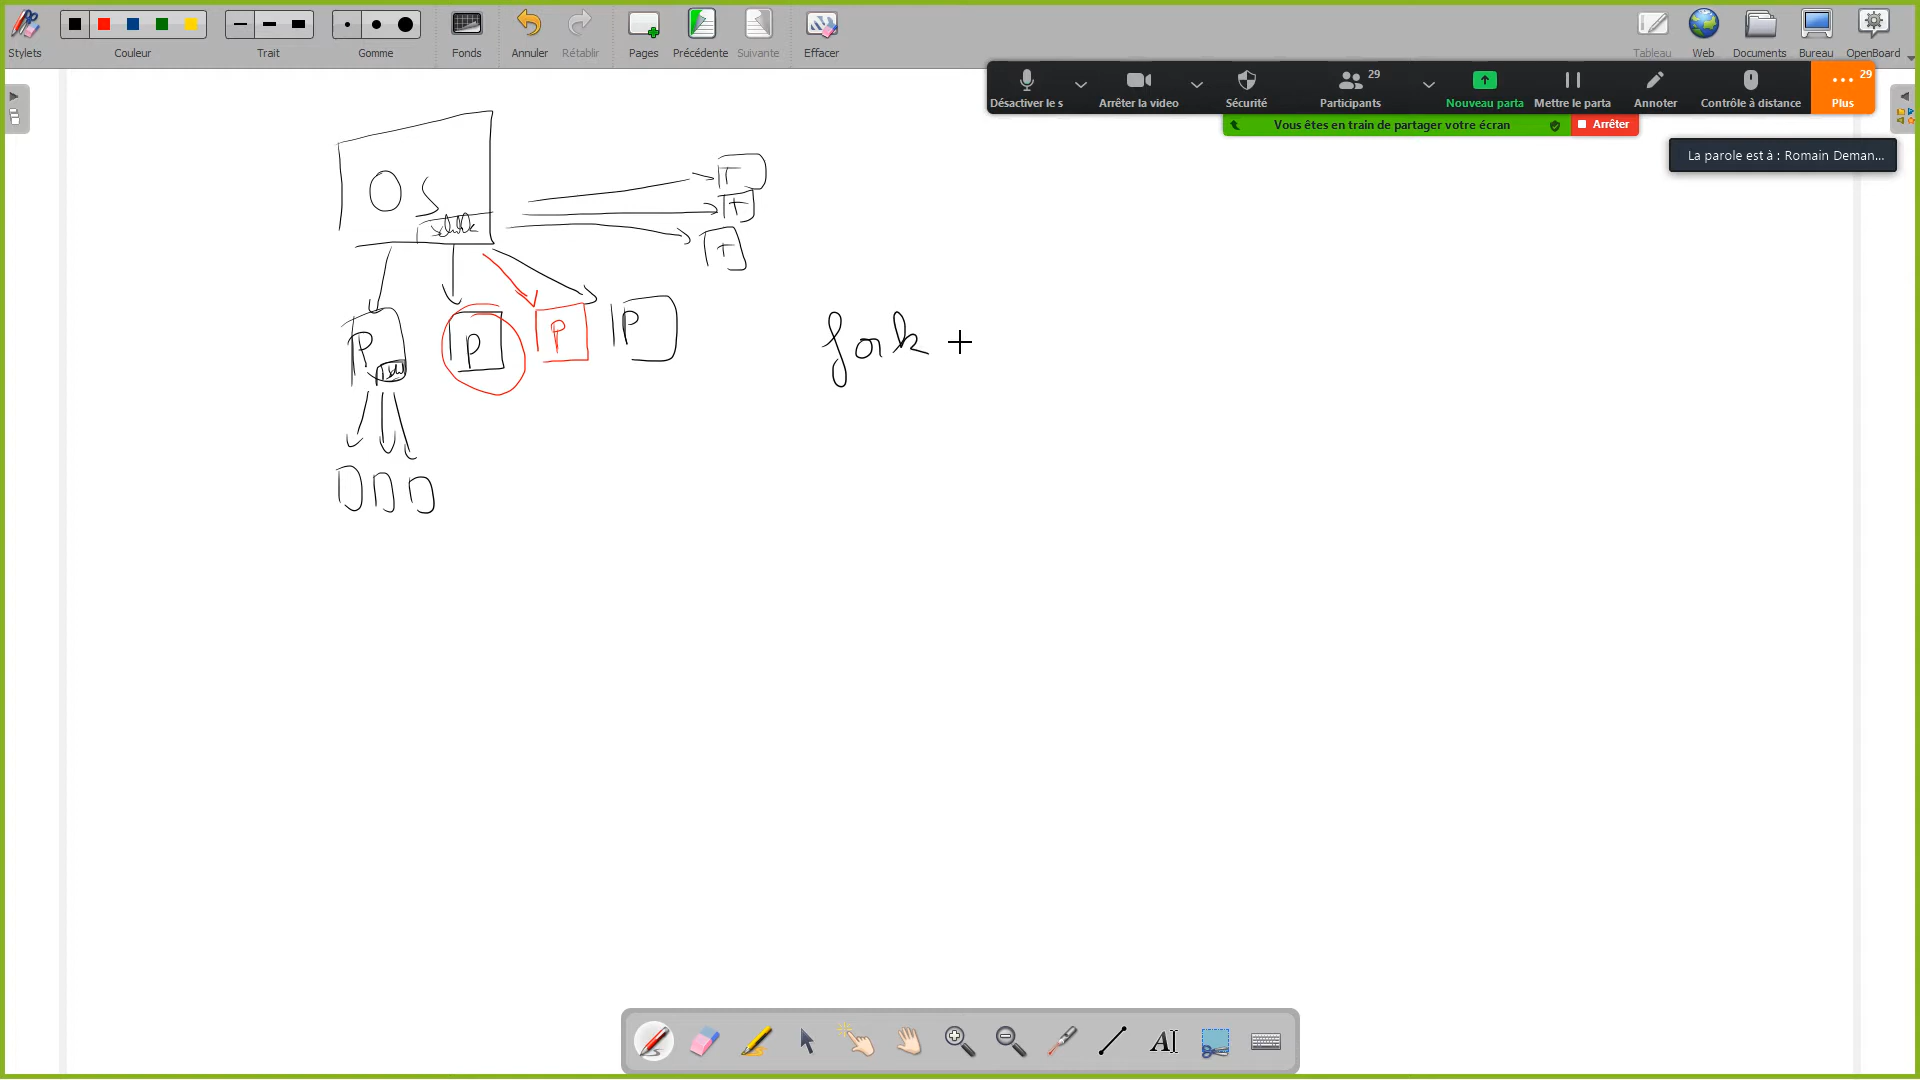 Stylets
Couleur
Trait
Gomme
Fonds
Annuler
Rétablir
Pages
Précédente
Suivante
Effacer
Tableau
Web
Documents
Bureau
OpenBoard
Désactiver le s
Arrêter la video
Sécurité
29
Participants
Nouveau parta
Mettre le parta
Annoter
Contrôle à distance
29
Plus
Vous êtes en train de partager votre écran
Arrêter
La parole est à : Romain Deman...
OS
T
T
T
P
P
P
P
fork
AI